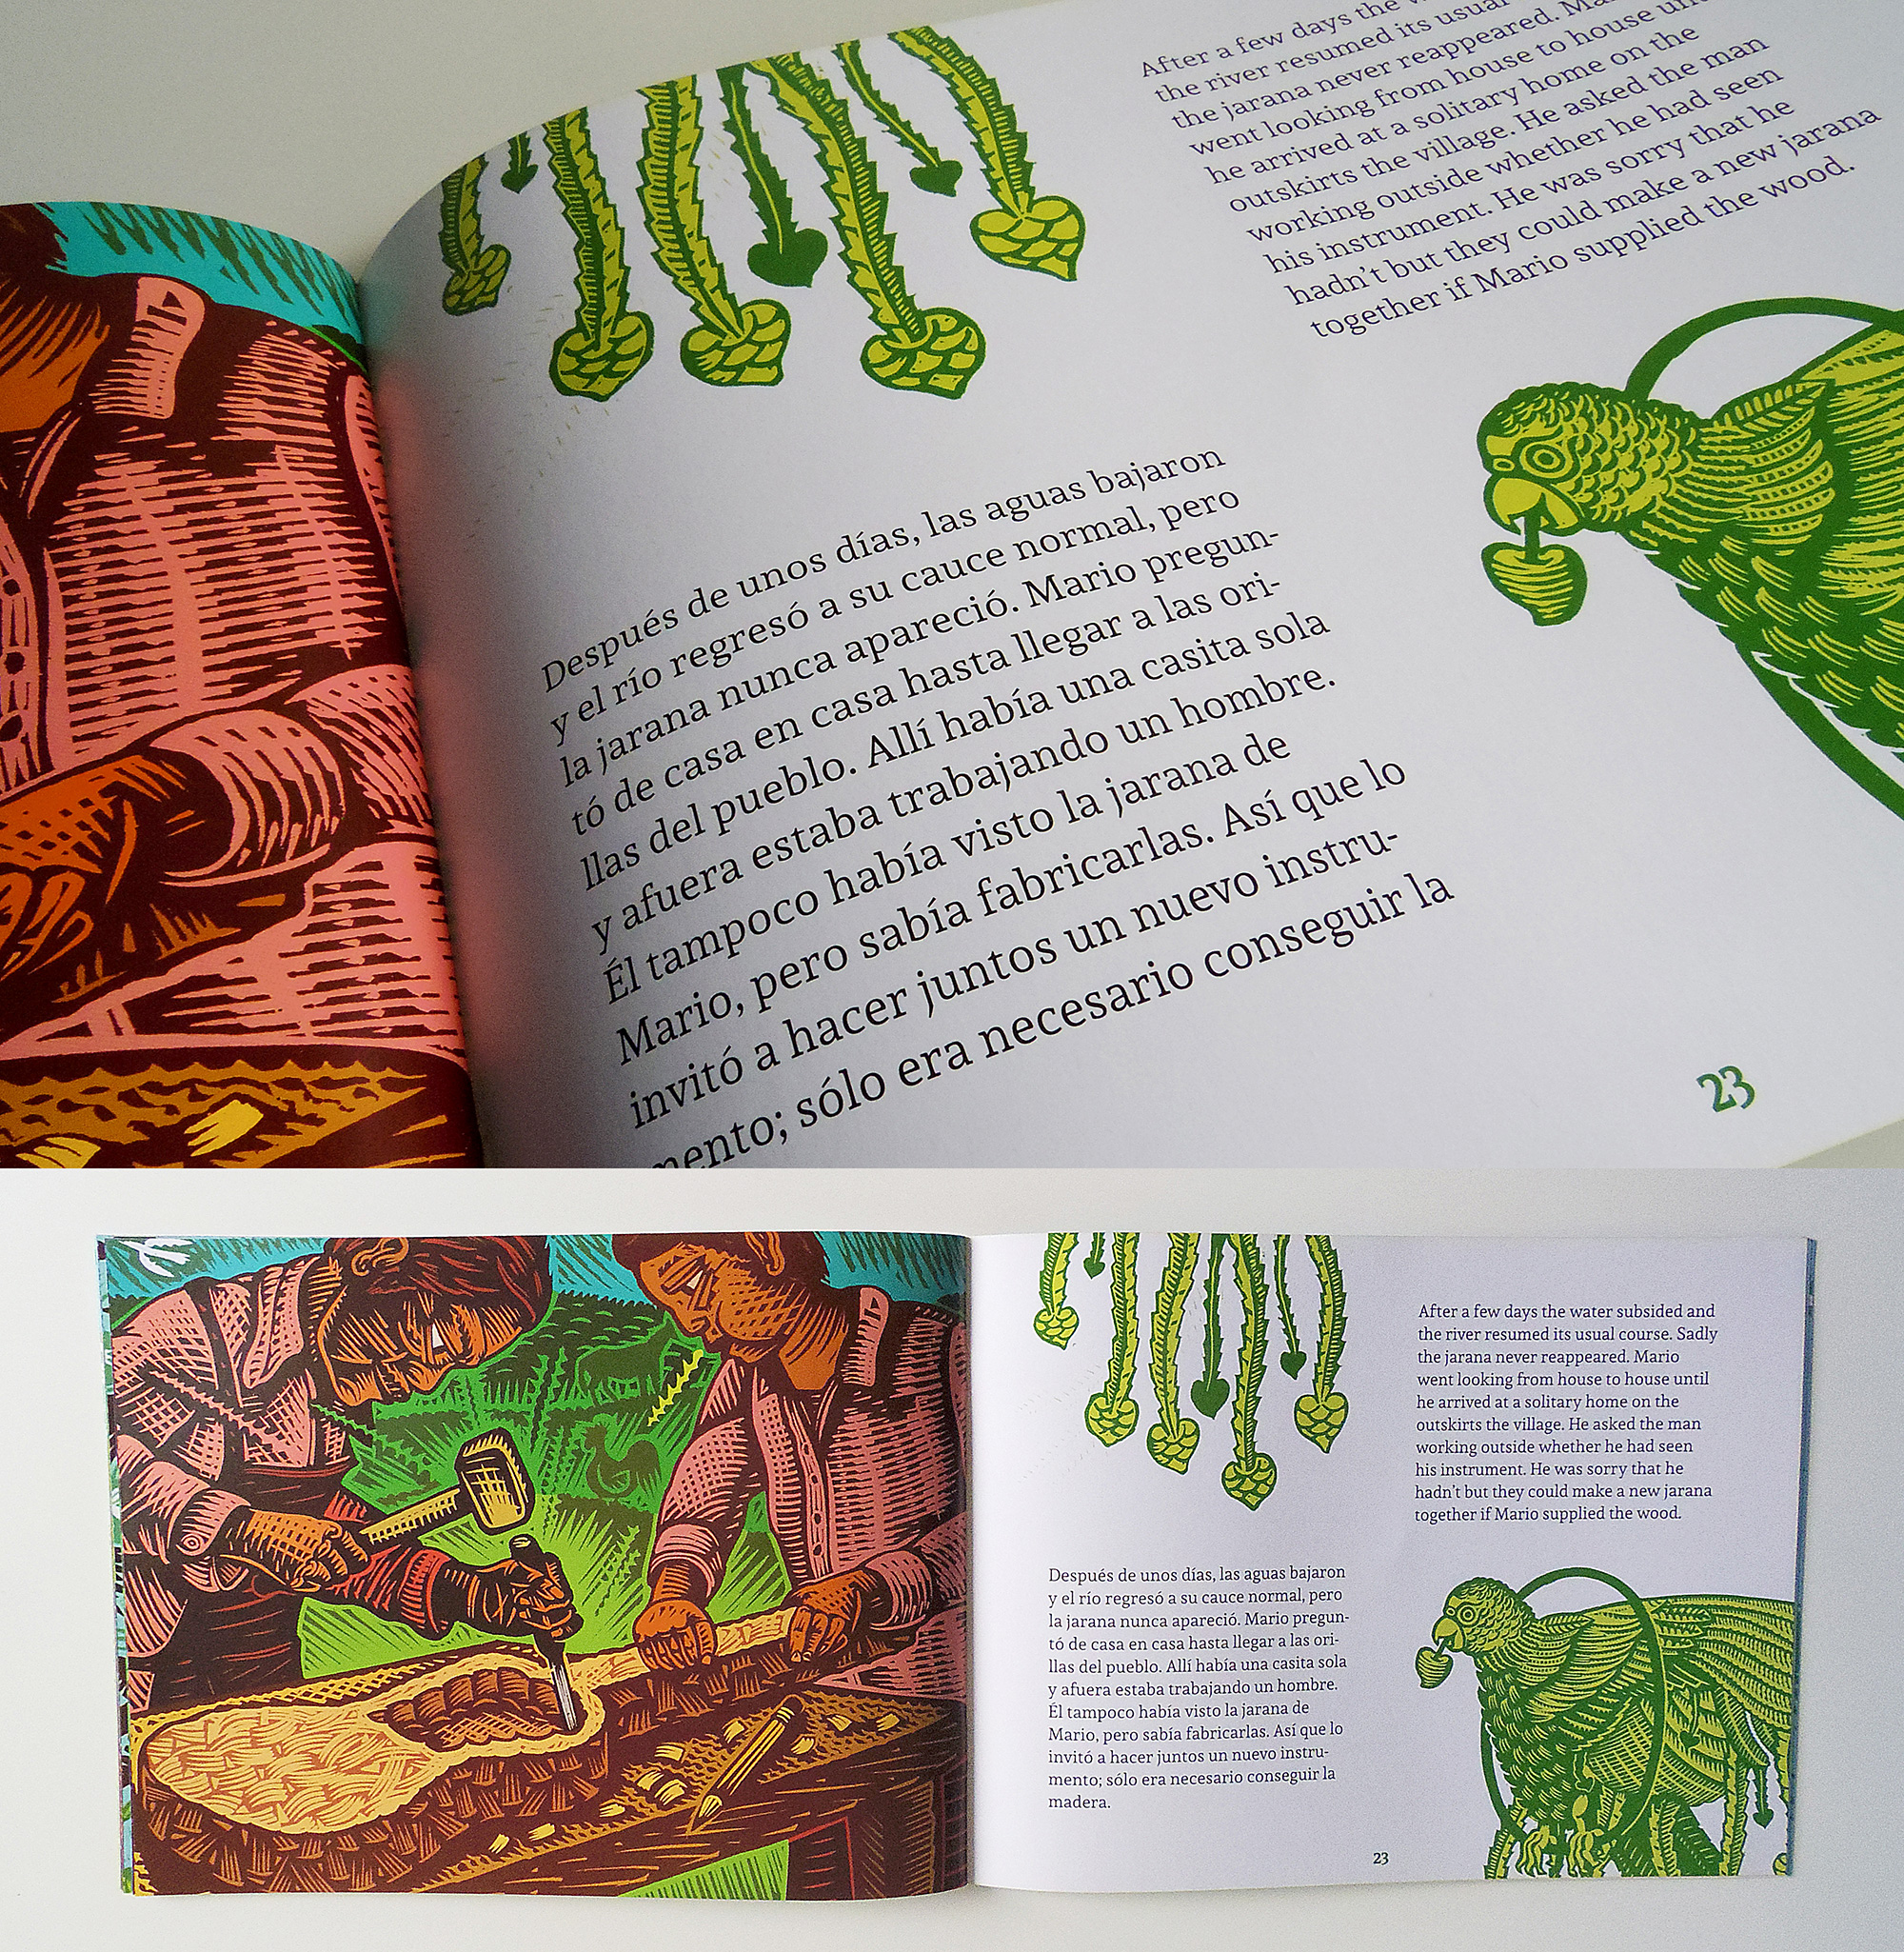 After a few days the
the river resumed its usual
the jarana never reappeared.
went looking from house to house
he arrived at a solitary home on the
outskirts the village. He asked the man
working outside whether he had seen
his instrument. He was sorry that he
hadn't but they could make a new jarana
together if Mario supplied the wood.
Después de unos días, las aguas bajaron
y el río regresó a su cauce normal, pero
la jarana nunca apareció. Mario pregun-
tó de casa en casa hasta llegar a las ori-
llas del pueblo. Allí había una casita sola
y afuera estaba trabajando un hombre.
Él tampoco había visto la jarana de
Mario, pero sabía fabricarlas. Así que lo
invitó a hacer juntos un nuevo instru-
mento; sólo era necesario conseguir la
23
After a few days the water subsided and
the river resumed its usual course. Sadly
the jarana never reappeared. Mario
went looking from house to house until
he arrived at a solitary home on the
outskirts the village. He asked the man
working outside whether he had seen
his instrument. He was sorry that he
hadn't but they could make a new jarana
together if Mario supplied the wood.
Después de unos días, las aguas bajaron
y el río regresó a su cauce normal, pero
la jarana nunca apareció. Mario pregun-
tó de casa en casa hasta llegar a las ori-
llas del pueblo. Allí había una casita sola
y afuera estaba trabajando un hombre.
Él tampoco había visto la jarana de
Mario, pero sabía fabricarlas. Así que lo
invitó a hacer juntos un nuevo instru-
mento; sólo era necesario conseguir la
madera.
23